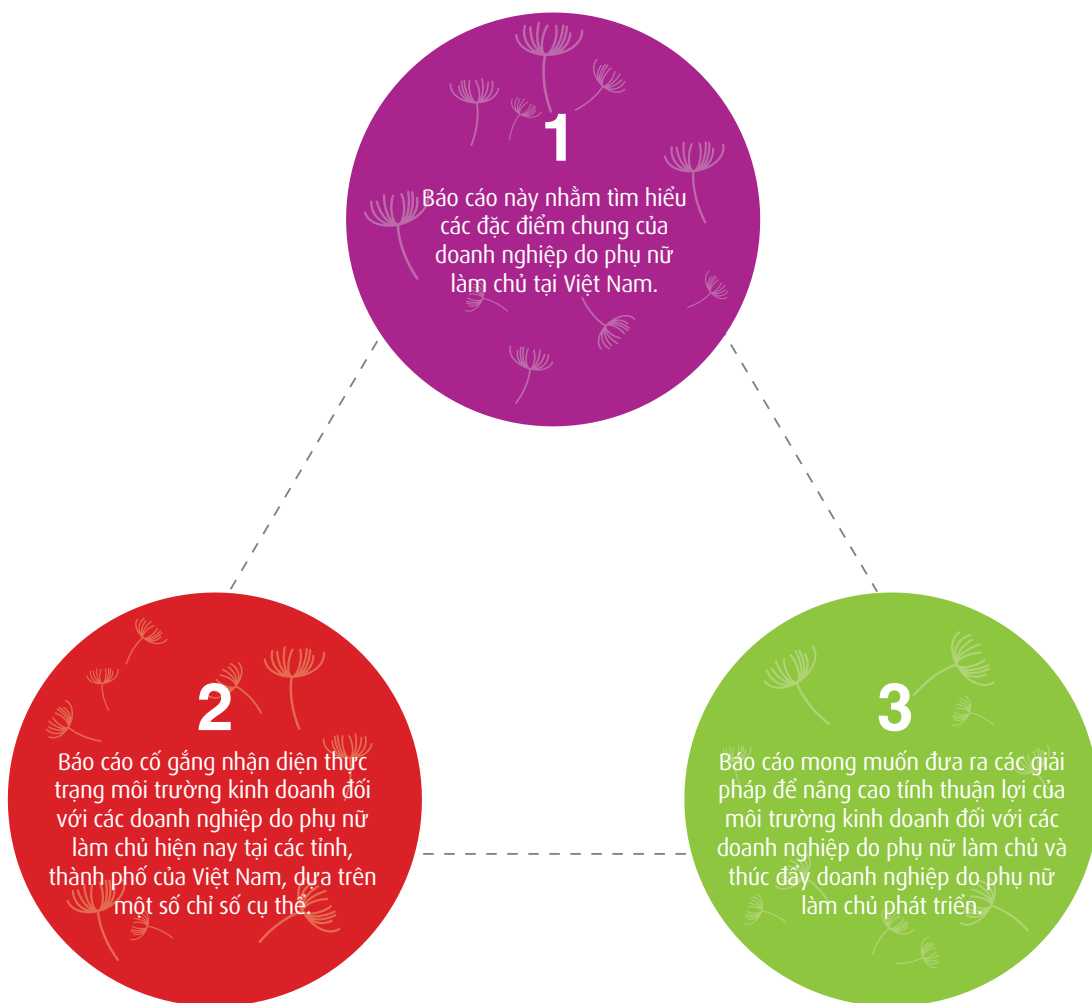 1
Báo cáo này nhằm tìm hiểu
các đặc điểm chung của
doanh nghiệp do phụ nữ
làm chủ tại Việt Nam.
2
Báo cáo cố gắng nhận diện thực
trạng môi trường kinh doanh đối
với các doanh nghiệp do phụ nữ
làm chủ hiện nay tại các tỉnh,
thành phố của Việt Nam, dựa trên
một số chỉ số cụ thể.
3
Báo cáo mong muốn đưa ra các giải
pháp để nâng cao tính thuận lợi của
môi trường kinh doanh đối với các
doanh nghiệp do phụ nữ làm chủ và
thúc đẩy doanh nghiệp do phụ nữ
làm chủ phát triển.